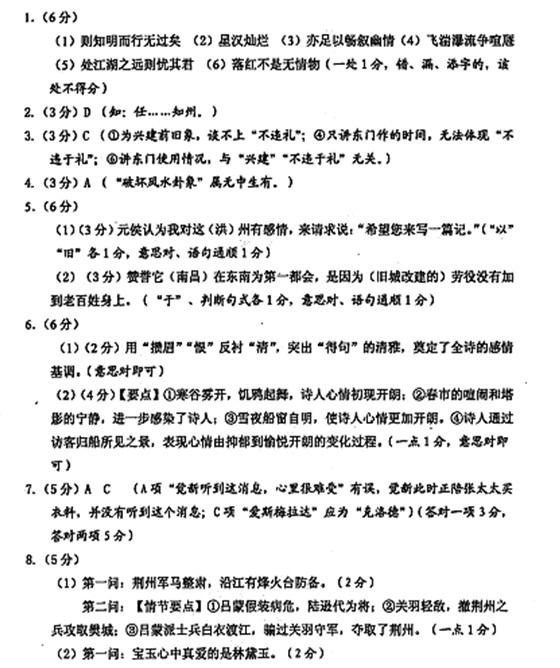 1.（6分）
（1）则知明而行无过矣 （2）星汉灿烂 （3）亦足以畅叙幽情（4）飞湍瀑流争喧豗
（5）处江湖之远则忧其君 （6）落红不是无情物（一处1分，错、漏、添字的，该
处不得分）
2.（3分）D（知：任……知州。）
3.（3分）C（①为兴建前旧象，谈不上“不违礼”；④只讲东门作的时间，无法体现“不
违于礼”；⑥讲东门使用情况，与“兴建”“不违于礼”无关。）
4.（3分）A（“破坏风水卦象”属无中生有。）
5.（6分）
（1）(3分）元侯认为我对这（洪）州有感情，来请求说：“希望您来写一篇记。”（“以”
“旧”各1分，意思对、语句通顺1分）
（2）（3分）赞誉它（南昌）在东南为第一都会，是因为（旧城改建的）劳役没有加
到老百姓身上。（“于”、判断句式各1分，意思对、语句通顺1分）
6.（6分）
（1）(2分）用“攒眉”“恨”反衬“清”，突出“得句”的清雅，奠定了全诗的感情
基调。（意思对即可）
（2）(4分）【要点】①寒谷雾开，饥鸦起舞，诗人心情初现开朗；②春市的喧闹和塔
影的宁静，进一步感染了诗人；③雪夜船窗自明，使诗人心情更加开朗。④诗人通过
访客归船所见之景，表现心情由抑郁到愉悦开朗的变化过程。（一点1分，意思对即
可）
7.（5分）A C （A项“觉新听到这消息，心里很难受”有误，觉新此时正陪张太太买
衣料，并没有听到这个消息；C项“爱斯梅拉达”应为“克洛德”）（答对一项3分，
答对两项5分）
8.（5分）
（1）第一问：荆州军马整肃，沿江有烽火台防备。（2分）
第二问：【情节要点】①吕蒙假装病危，陆逊代为将；②关羽轻敌，撤荆州之
兵攻取樊城；③吕蒙派士兵白衣渡江，骗过关羽守军，夺取了荆州。（一点1分）
（2）第一问：宝玉心中真爱的是林黛玉。（2分）